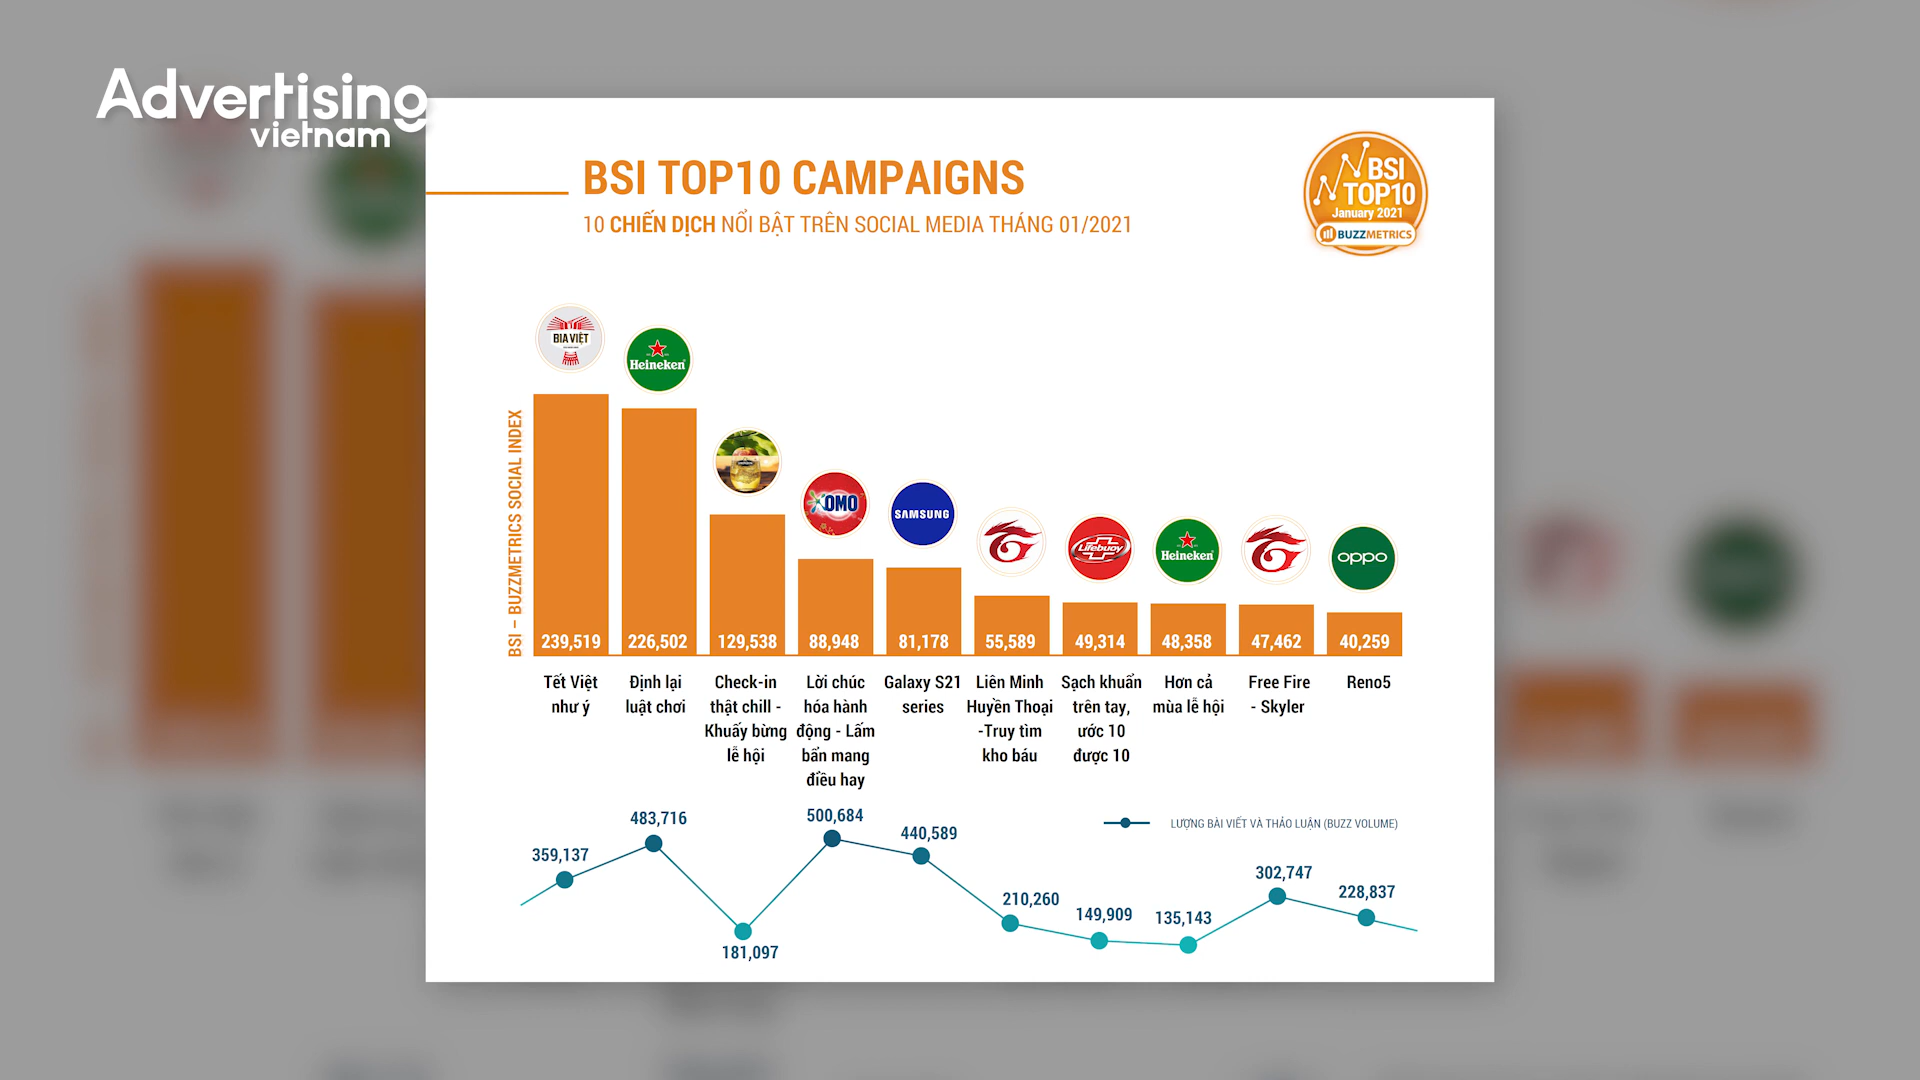 Advertising
vietnam
BSI TOP10 CAMPAIGNS
10 CHIẾN DỊCH NỔI BẬT TRÊN SOCIAL MEDIA THÁNG 01/2021
BSI
TOP10
January 2021
BUZZMETRICS
BSI – BUZZMETRICS SOCIAL INDEX
BIA VIỆT
Heineken
OMO
SAMSUNG
Lifebuoy
Heineken
oppo
239,519
226,502
129,538
88,948
81,178
55,589
49,314
48,358
47,462
40,259
Tết Việt
như ý
Định lại
luật chơi
Check-in
thật chill -
Khuấy bừng
lễ hội
Lời chúc
hóa hành
động - Lấm
bẩn mang
điều hay
Galaxy S21
series
Liên Minh
Huyền Thoại
-Truy tìm
kho báu
Sạch khuẩn
trên tay,
ước 10
được 10
Hơn cả
mùa lễ hội
Free Fire
- Skyler
Reno5
LƯỢNG BÀI VIẾT VÀ THẢO LUẬN (BUZZ VOLUME)
359,137
483,716
181,097
500,684
440,589
210,260
149,909
135,143
302,747
228,837